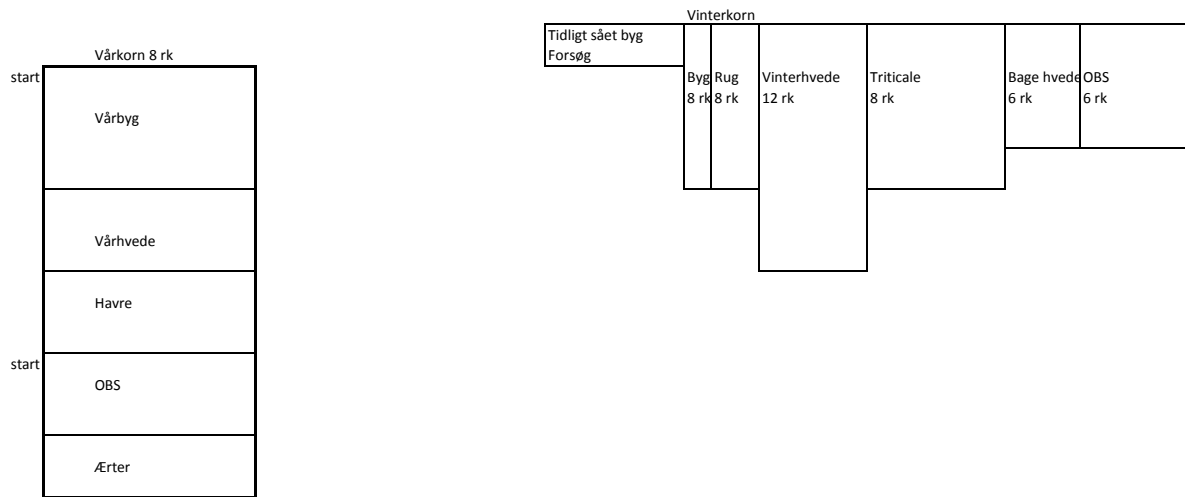 Vårkorn 8 rk
start
Vårbyg
Vårhvede
Havre
start
OBS
Ærter
Vinterkorn
Tidligt sået byg
Forsøg
Byg
8 rk
Rug
8 rk
Vinterhvede
12 rk
Triticale
8 rk
Bage hvede
6 rk
OBS
6 rk